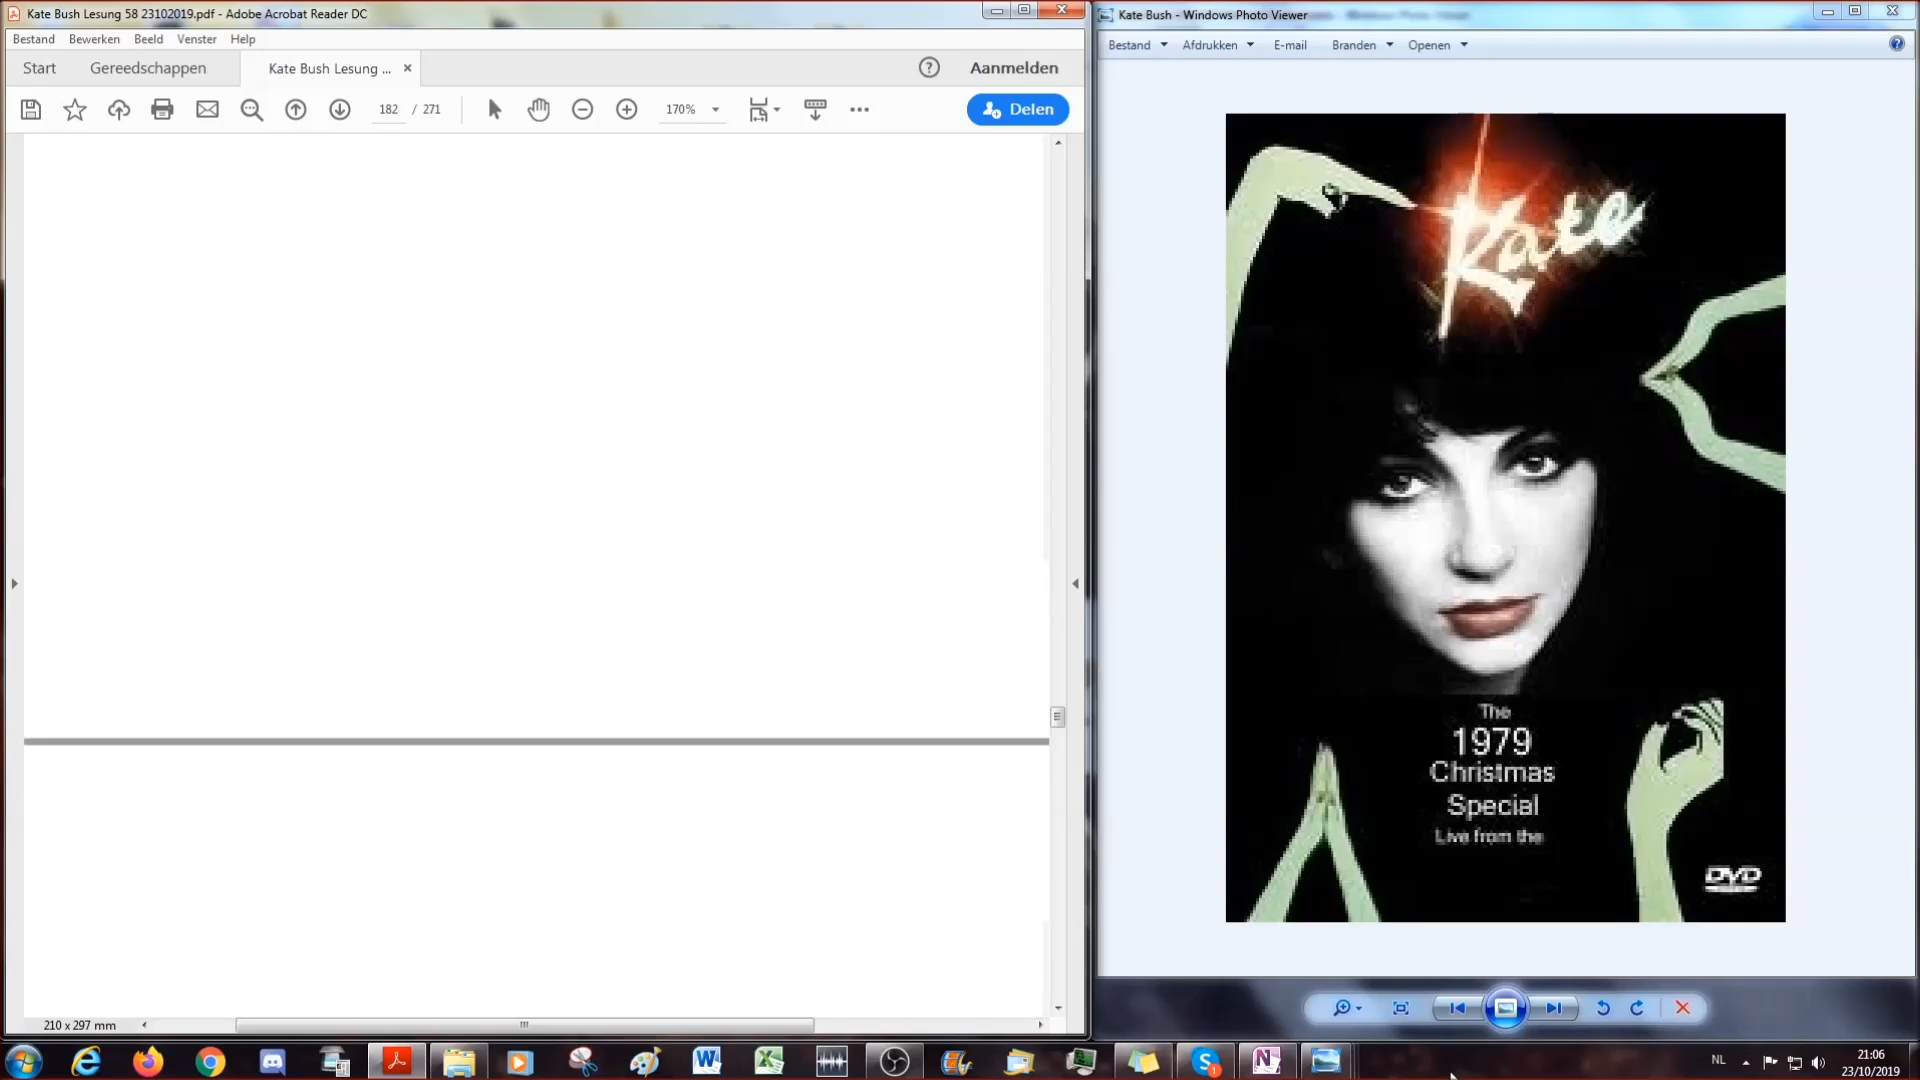 Kate Bush Lesung 58 23102019.pdf - Adobe Acrobat Reader DC
Bestand Bewerken Beeld Venster Help
Start Gereedschappen Kate Bush Lesung ... × ? Aanmelden
182 / 271 170% Delen
210 x 297 mm
Kate Bush - Windows Photo Viewer
Bestand Afdrukken E-mail Branden Openen
Kate
The
1979
Christmas
Special
Live from the
DVD
NL 21:06
23/10/2019